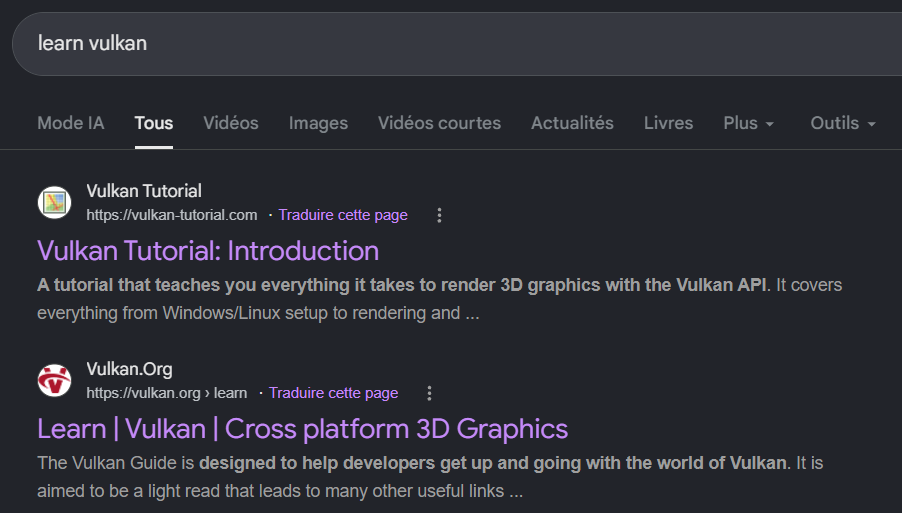 learn vulkan
Mode IA Tous Vidéos Images Vidéos courtes Actualités Livres Plus Outils
Vulkan Tutorial
https://vulkan-tutorial.com · Traduire cette page
Vulkan Tutorial: Introduction
A tutorial that teaches you everything it takes to render 3D graphics with the Vulkan API. It covers
everything from Windows/Linux setup to rendering and ...
Vulkan.Org
https://vulkan.org › learn · Traduire cette page
Learn | Vulkan | Cross platform 3D Graphics
The Vulkan Guide is designed to help developers get up and going with the world of Vulkan. It is
aimed to be a light read that leads to many other useful links ...